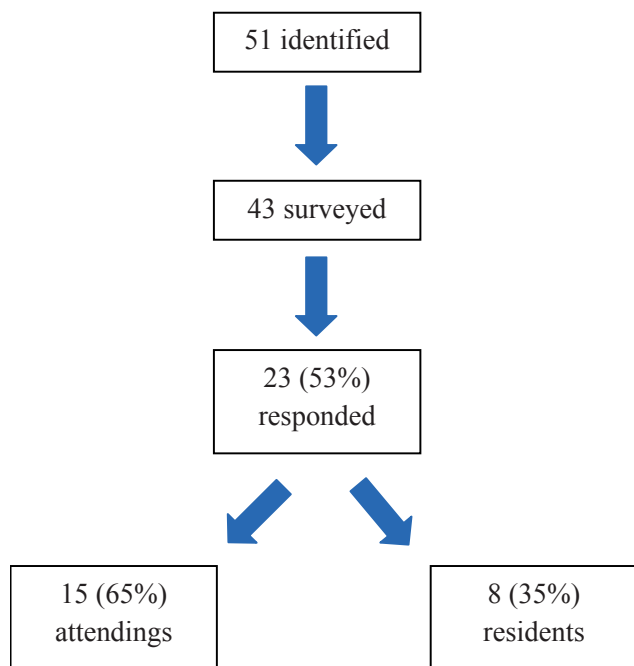 51 identified
43 surveyed
23 (53%)
responded
15 (65%)
attendings
8 (35%)
residents